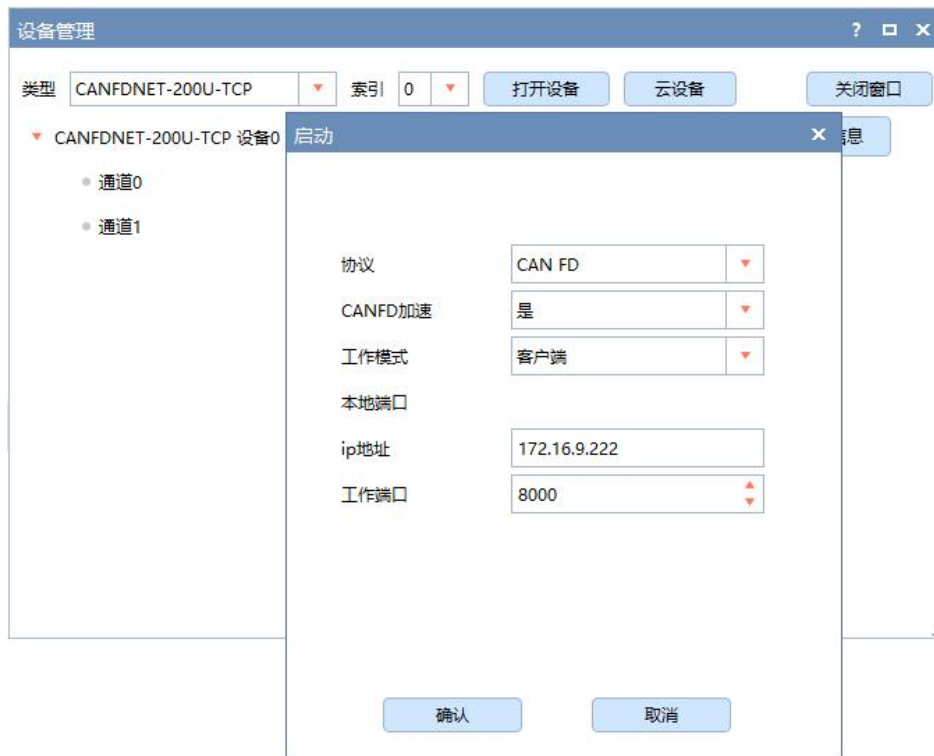 设备管理
类型 CANFDNET-200U-TCP 索引 0 打开设备 云设备 关闭窗口
CANFDNET-200U-TCP 设备0
通道0
通道1
启动
息
协议 CAN FD
CANFD加速 是
工作模式 客户端
本地端口
ip地址 172.16.9.222
工作端口 8000
确认 取消